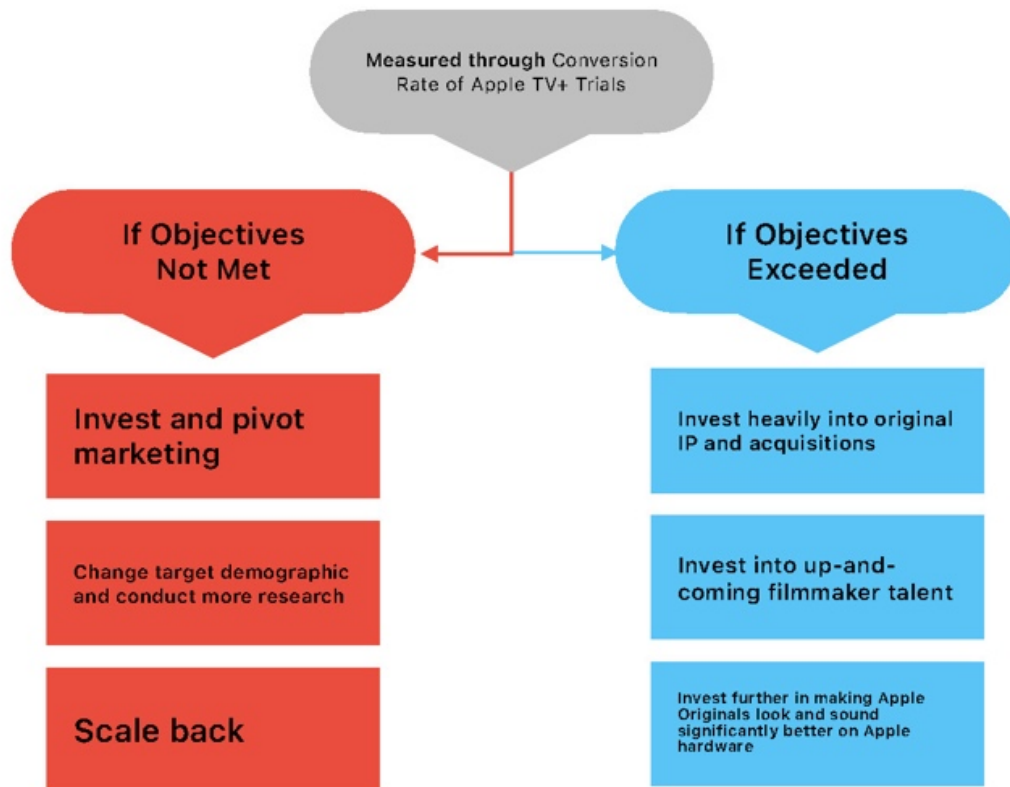 Measured through Conversion
Rate of Apple TV+ Trials
If Objectives
Not Met
If Objectives
Exceeded
Invest and pivot
marketing
Change target demographic
and conduct more research
Scale back
Invest heavily into original
IP and acquisitions
Invest into up-and-
coming filmmaker talent
Invest further in making Apple
Originals look and sound
significantly better on Apple
hardware